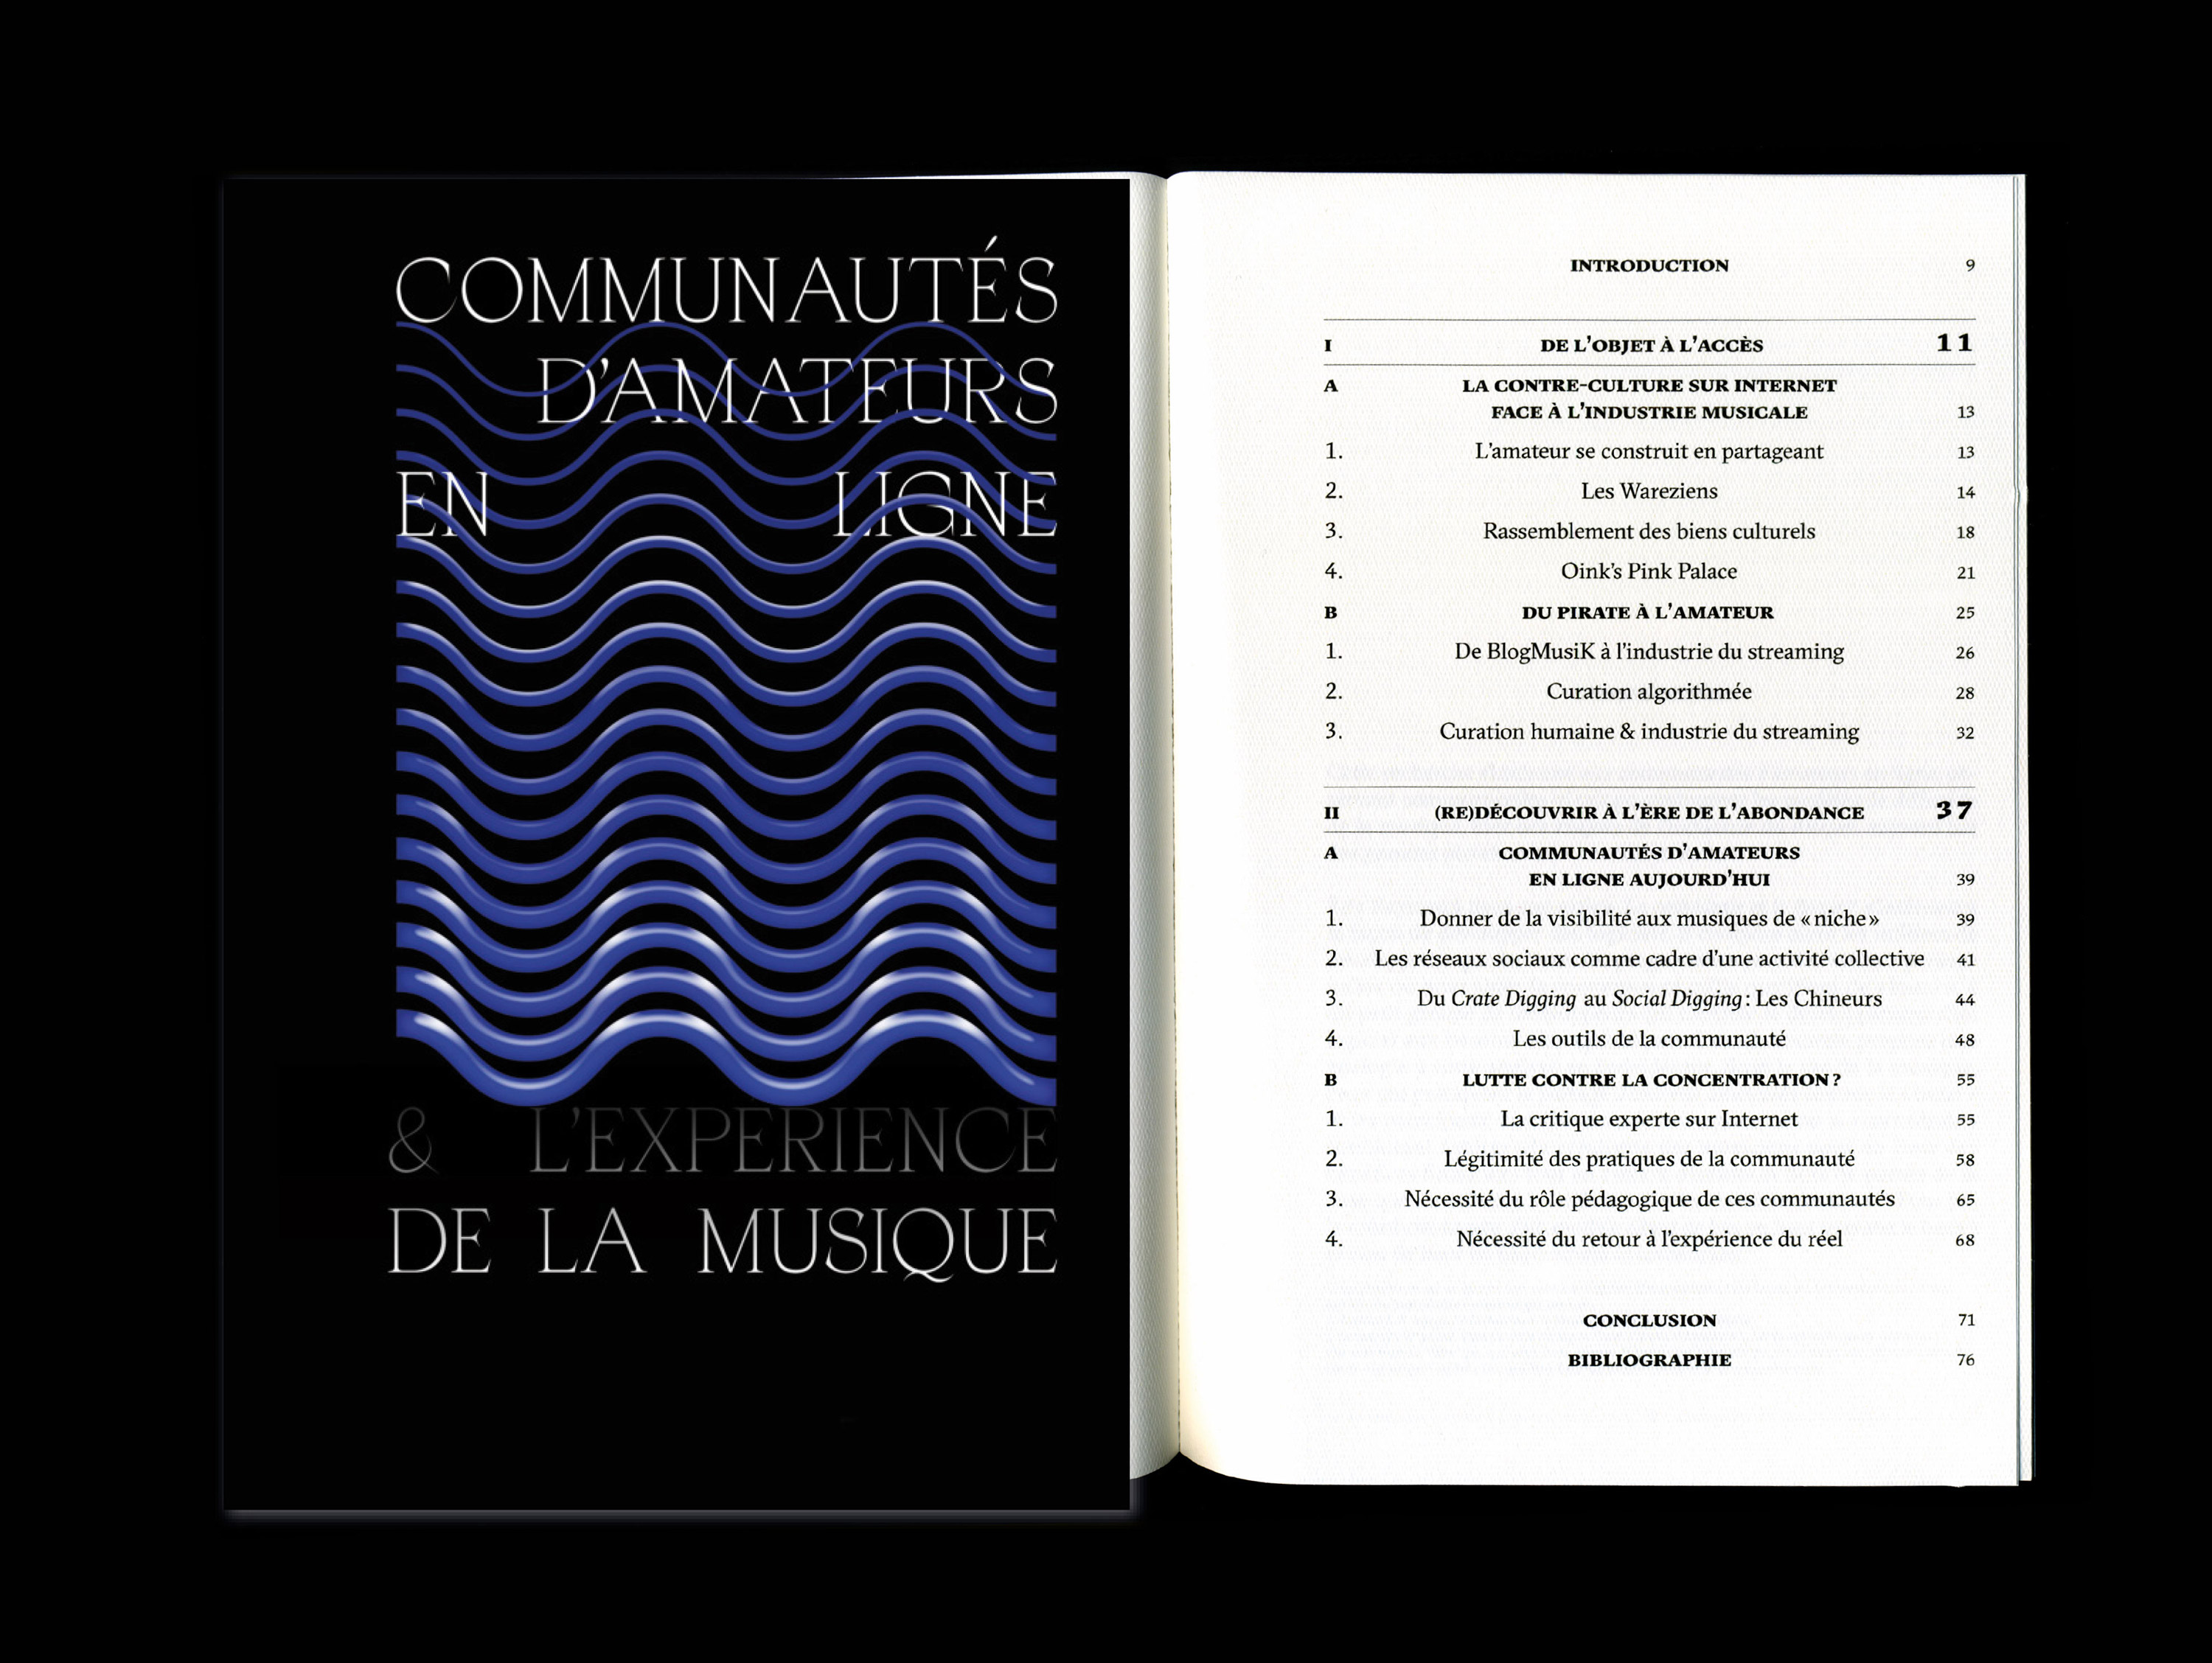 COMMUNAUTÉS
D'AMATEURS
EN LIGNE
& L'EXPERIENCE
DE LA MUSIQUE
INTRODUCTION 9
I DE L'OBJET À L'ACCÈS 11
A LA CONTRE-CULTURE SUR INTERNET
FACE À L'INDUSTRIE MUSICALE 13
1. L'amateur se construit en partageant 13
2. Les Wareziens 14
3. Rassemblement des biens culturels 18
4. Oink's Pink Palace 21
B DU PIRATE À L'AMATEUR 25
1. De BlogMusiK à l'industrie du streaming 26
2. Curation algorithmée 28
3. Curation humaine & industrie du streaming 32
II (RE)DÉCOUVRIR À L'ÈRE DE L'ABONDANCE 37
A COMMUNAUTÉS D'AMATEURS
EN LIGNE AUJOURD'HUI 39
1. Donner de la visibilité aux musiques de « niche » 39
2. Les réseaux sociaux comme cadre d'une activité collective 41
3. Du Crate Digging au Social Digging : Les Chineurs 44
4. Les outils de la communauté 48
B LUTTE CONTRE LA CONCENTRATION ? 55
1. La critique experte sur Internet 55
2. Légitimité des pratiques de la communauté 58
3. Nécessité du rôle pédagogique de ces communautés 65
4. Nécessité du retour à l'expérience du réel 68
CONCLUSION 71
BIBLIOGRAPHIE 76